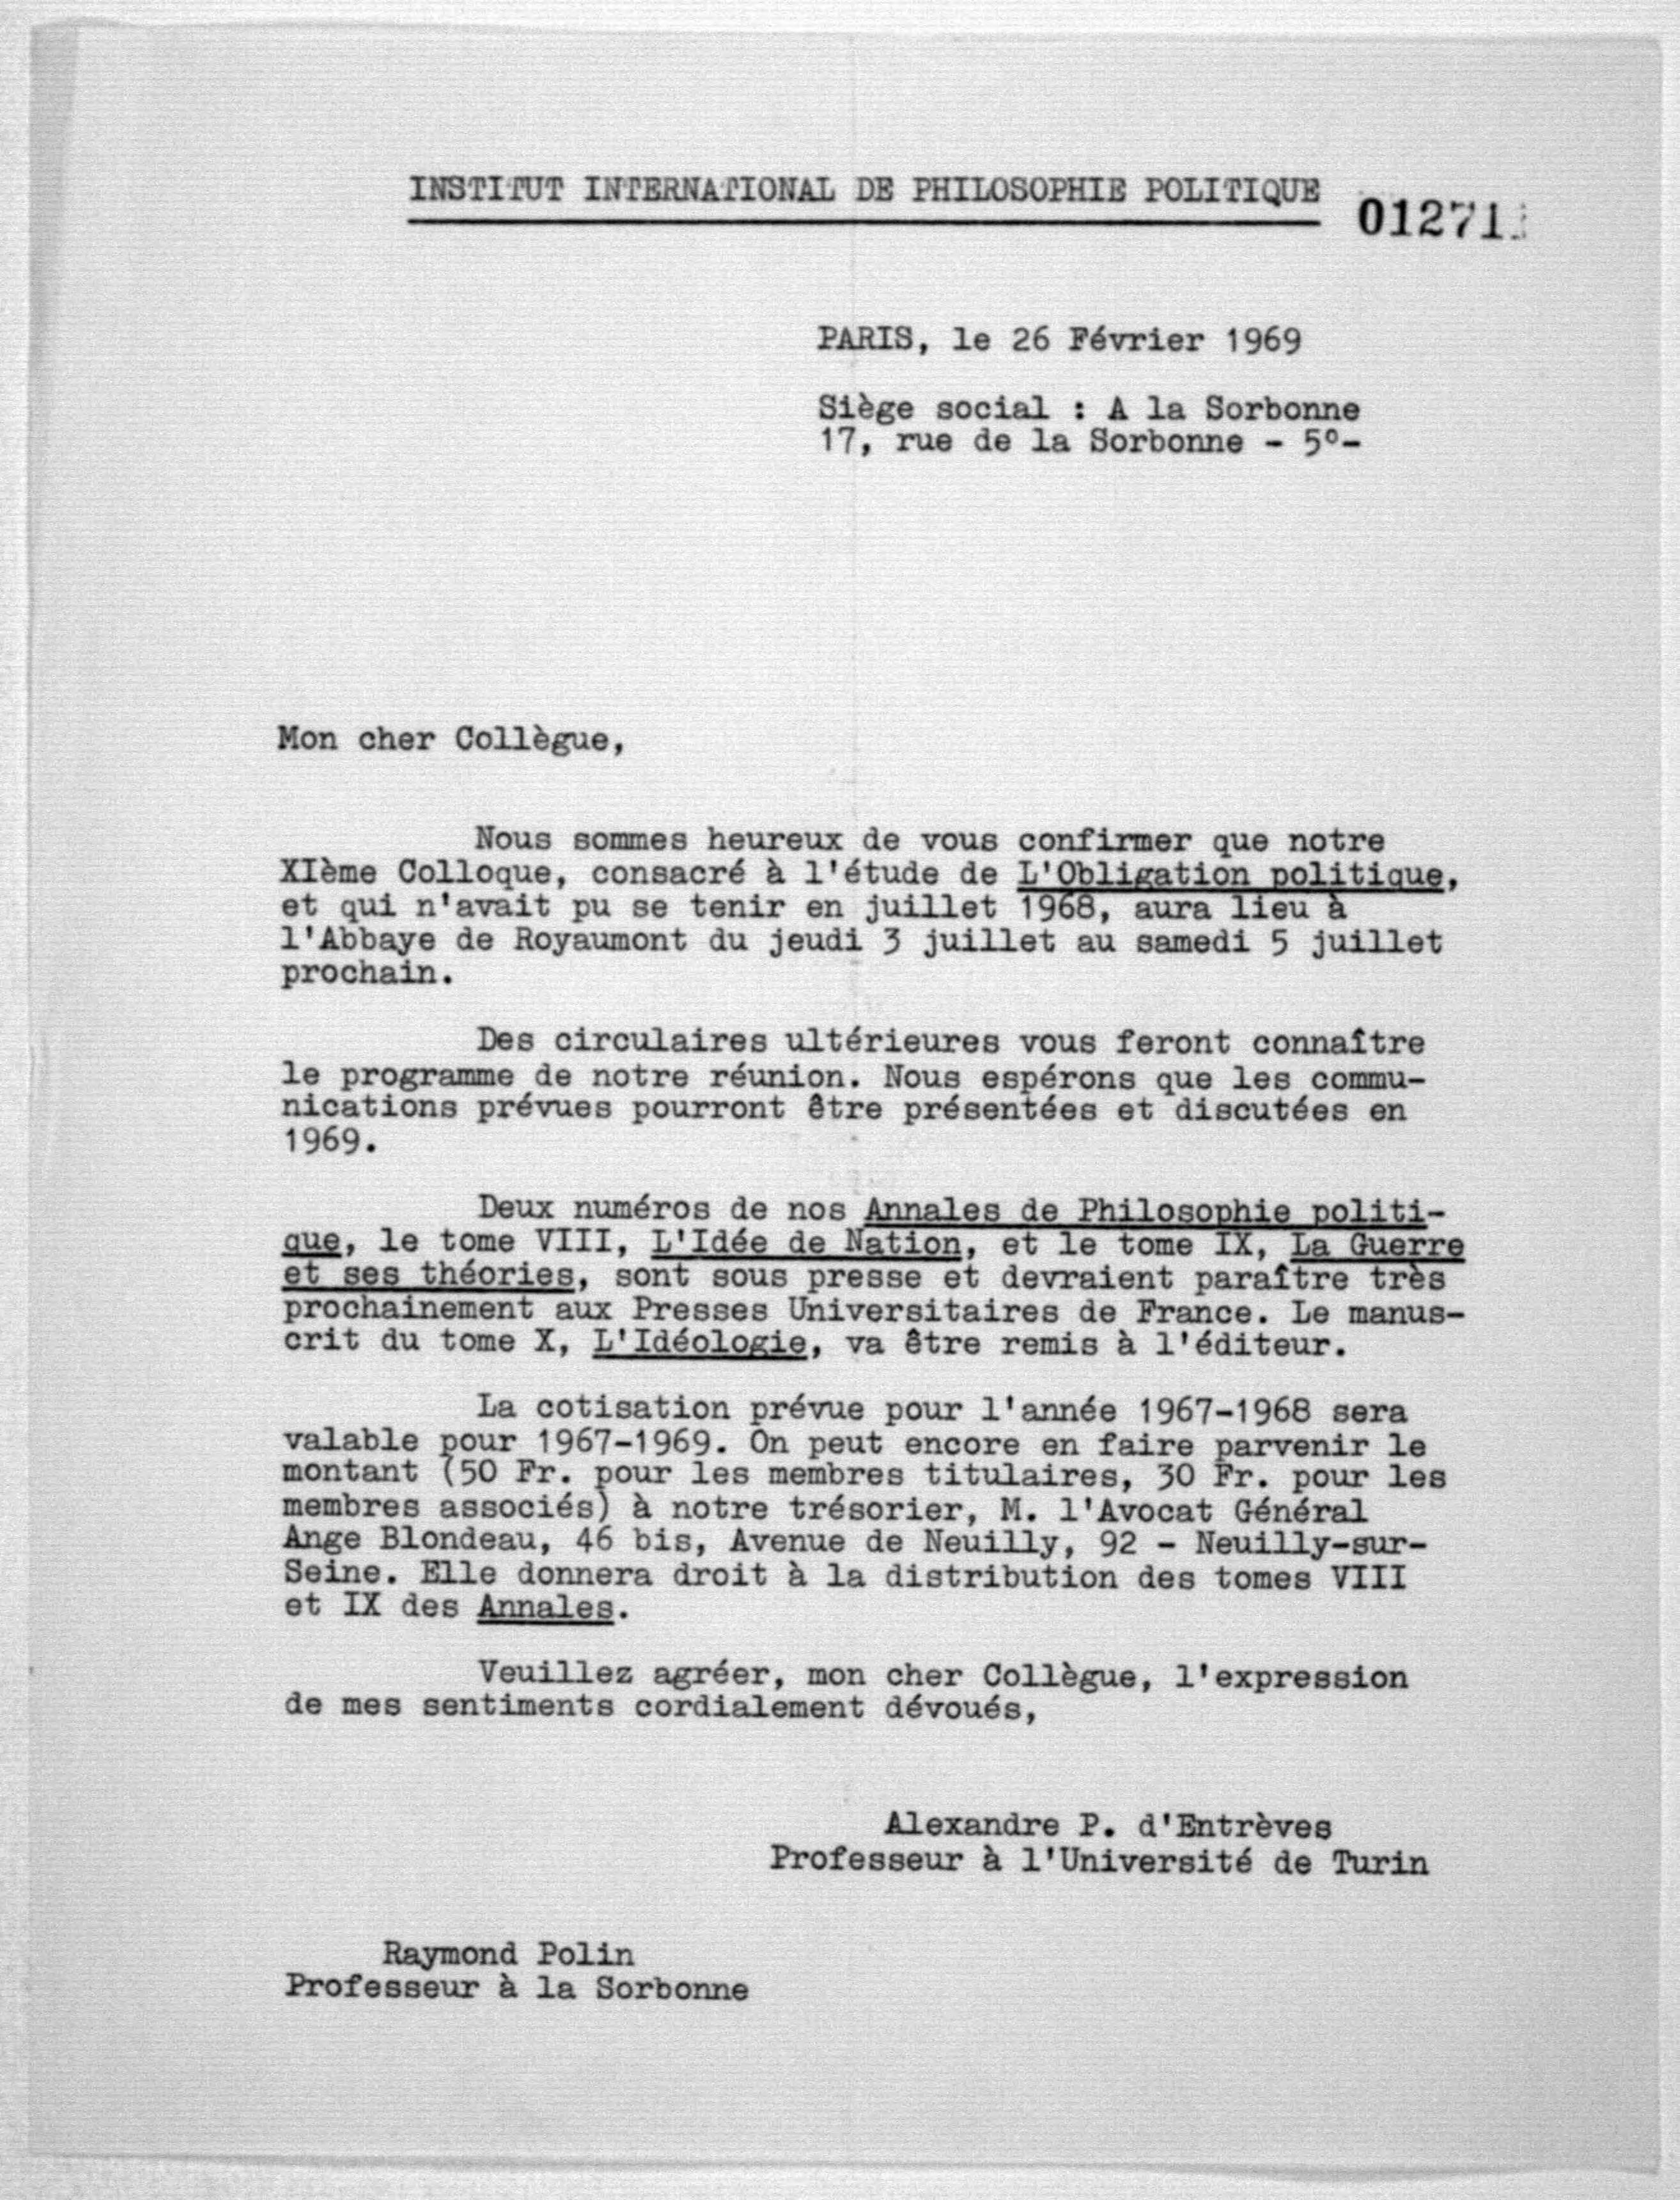 INSTITUT INTERNATIONAL DE PHILOSOPHIE POLITIQUE
01271
PARIS, le 26 Février 1969
Siège social : A la Sorbonne
17, rue de la Sorbonne - 5º-
Mon cher Collègue,
Nous sommes heureux de vous confirmer que notre
XIème Colloque, consacré à l'étude de L'Obligation politique,
et qui n'avait pu se tenir en juillet 1968, aura lieu à
l'Abbaye de Royaumont du jeudi 3 juillet au samedi 5 juillet
prochain.
Des circulaires ultérieures vous feront connaître
le programme de notre réunion. Nous espérons que les commu-
nications prévues pourront être présentées et discutées en
1969.
Deux numéros de nos Annales de Philosophie politi-
que, le tome VIII, L'Idée de Nation, et le tome IX, La Guerre
et ses théories, sont sous presse et devraient paraître très
prochainement aux Presses Universitaires de France. Le manus-
crit du tome X, L'Idéologie, va être remis à l'éditeur.
La cotisation prévue pour l'année 1967-1968 sera
valable pour 1967-1969. On peut encore en faire parvenir le
montant (50 Fr. pour les membres titulaires, 30 Fr. pour les
membres associés) à notre trésorier, M. l'Avocat Général
Ange Blondeau, 46 bis, Avenue de Neuilly, 92 - Neuilly-sur-
Seine. Elle donnera droit à la distribution des tomes VIII
et IX des Annales.
Veuillez agréer, mon cher Collègue, l'expression
de mes sentiments cordialement dévoués,
Alexandre P. d'Entrèves
Professeur à l'Université de Turin
Raymond Polin
Professeur à la Sorbonne